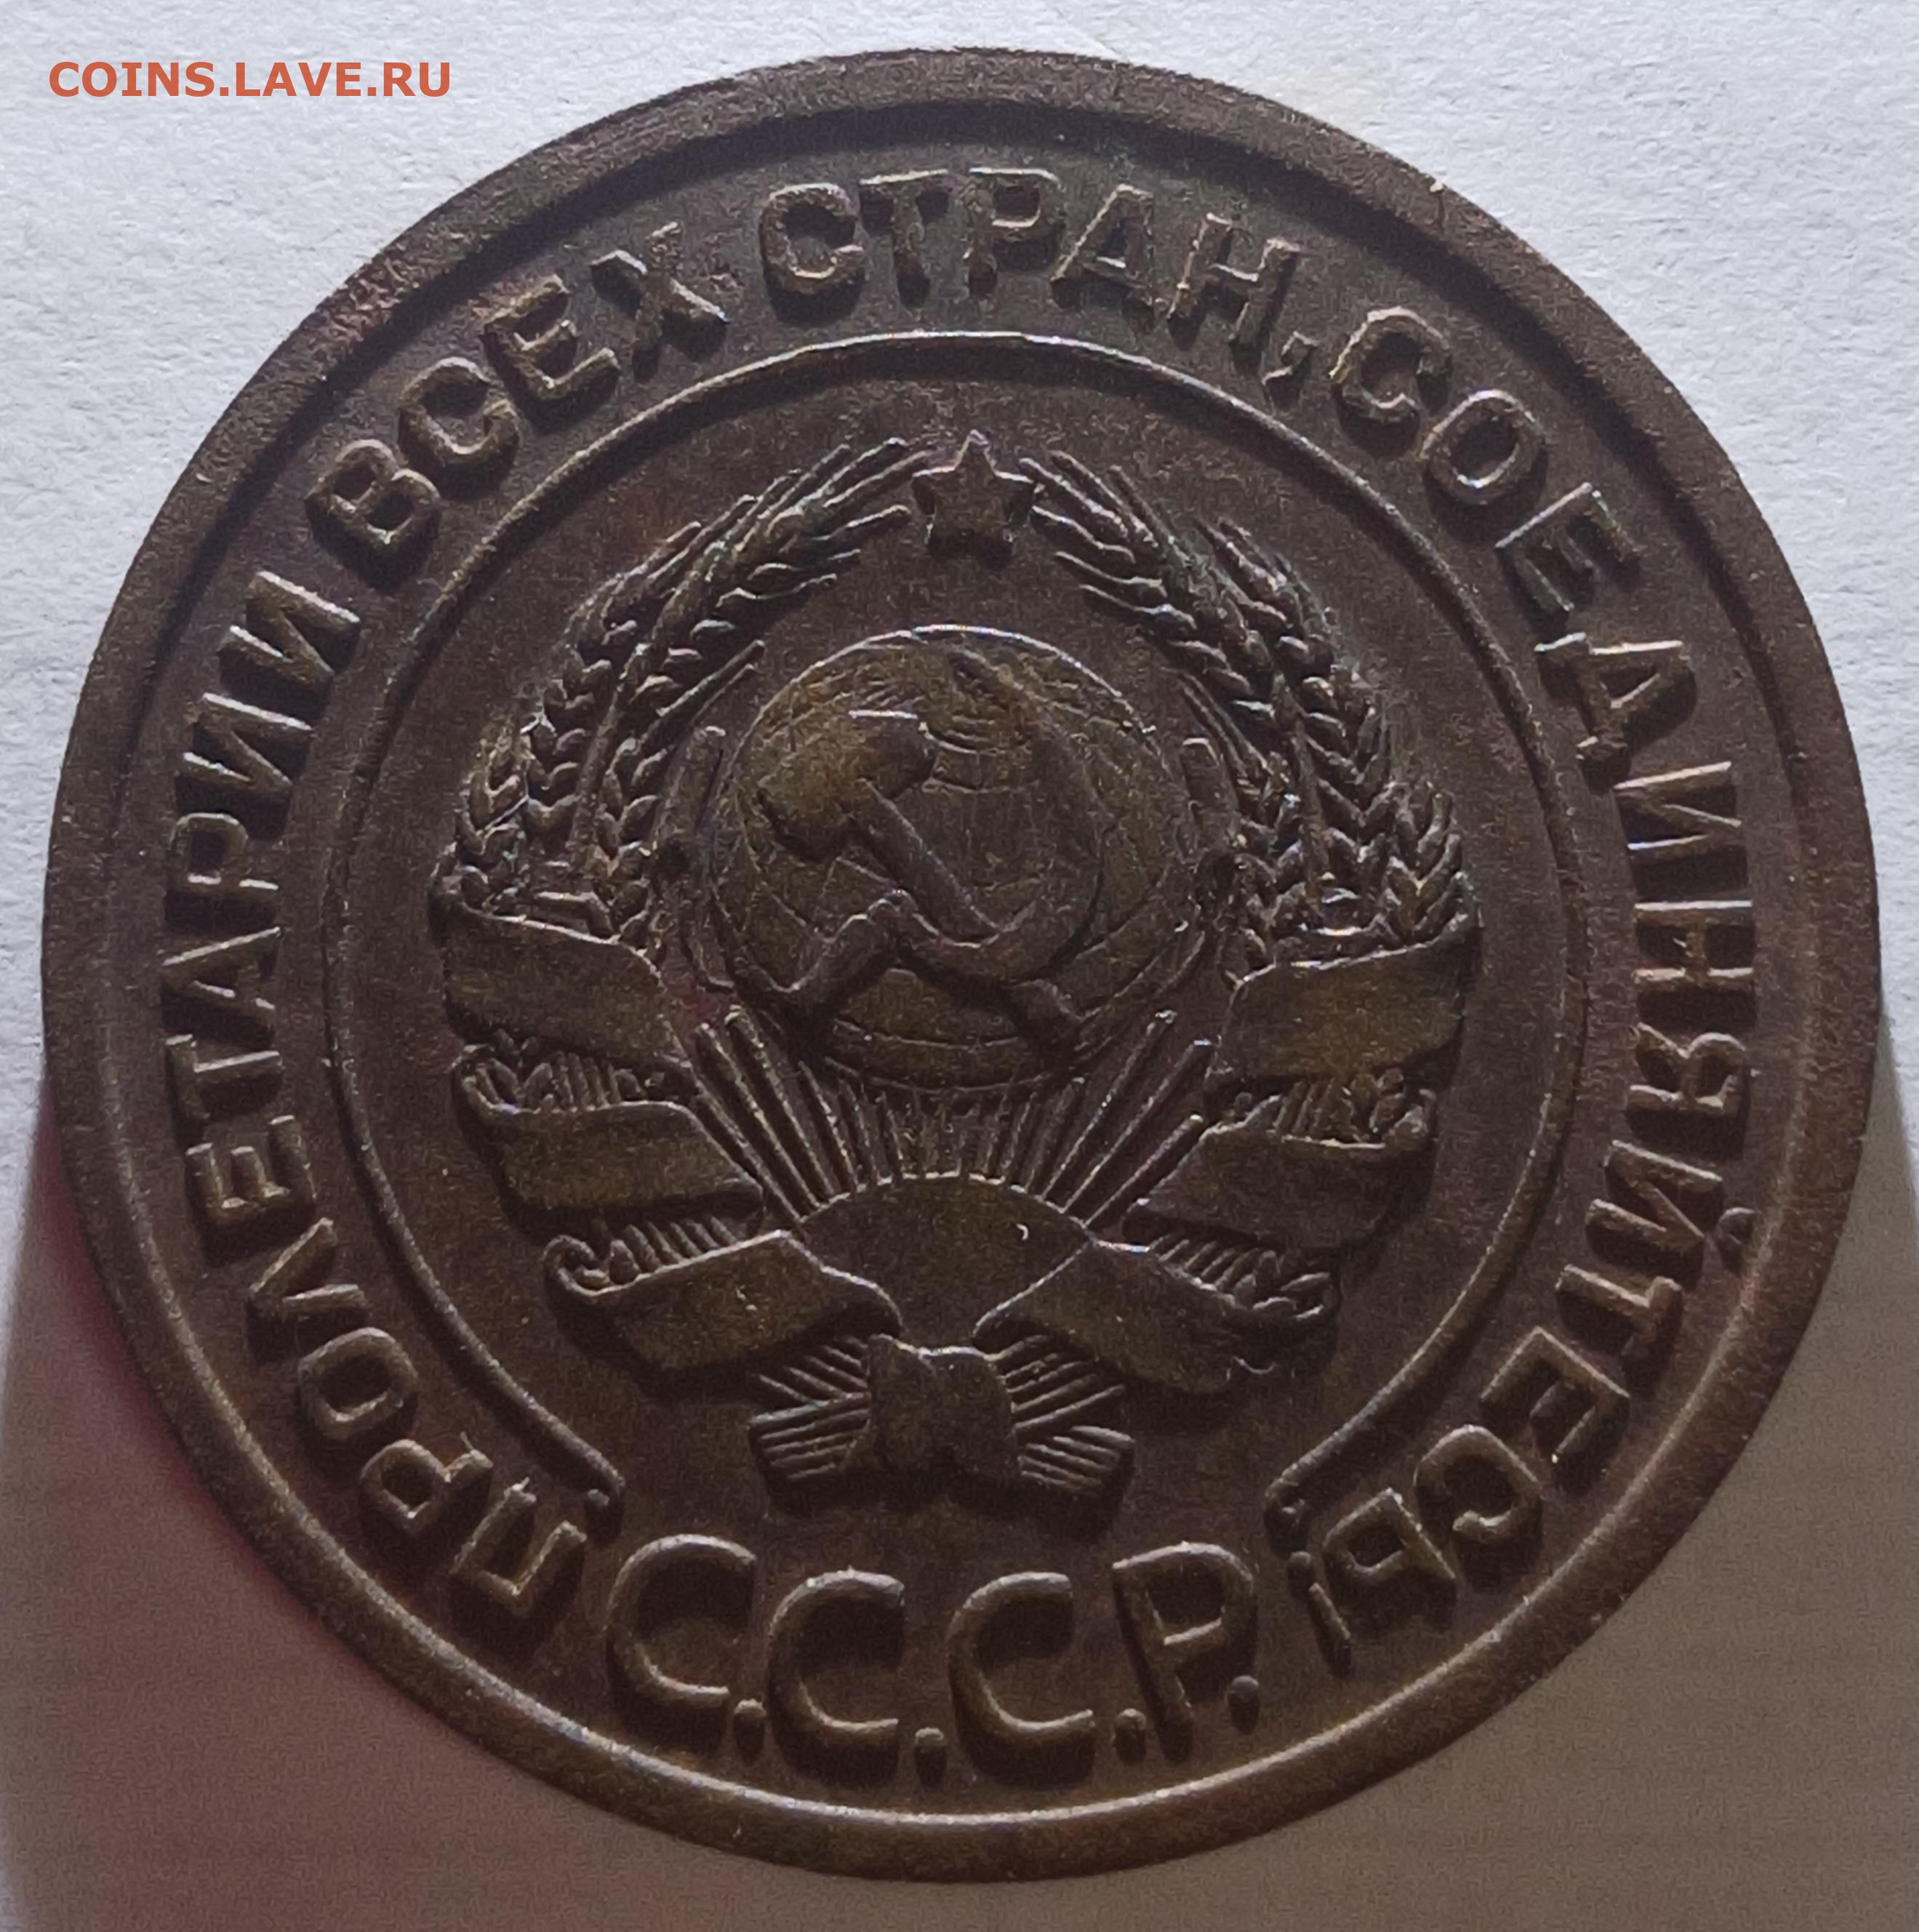 COINS.LAVE.RU
ПРОЛЕТАРИИ ВСЕХ СТРАН, СОЕДИНЯЙТЕСЬ!
С.С.С.Р.